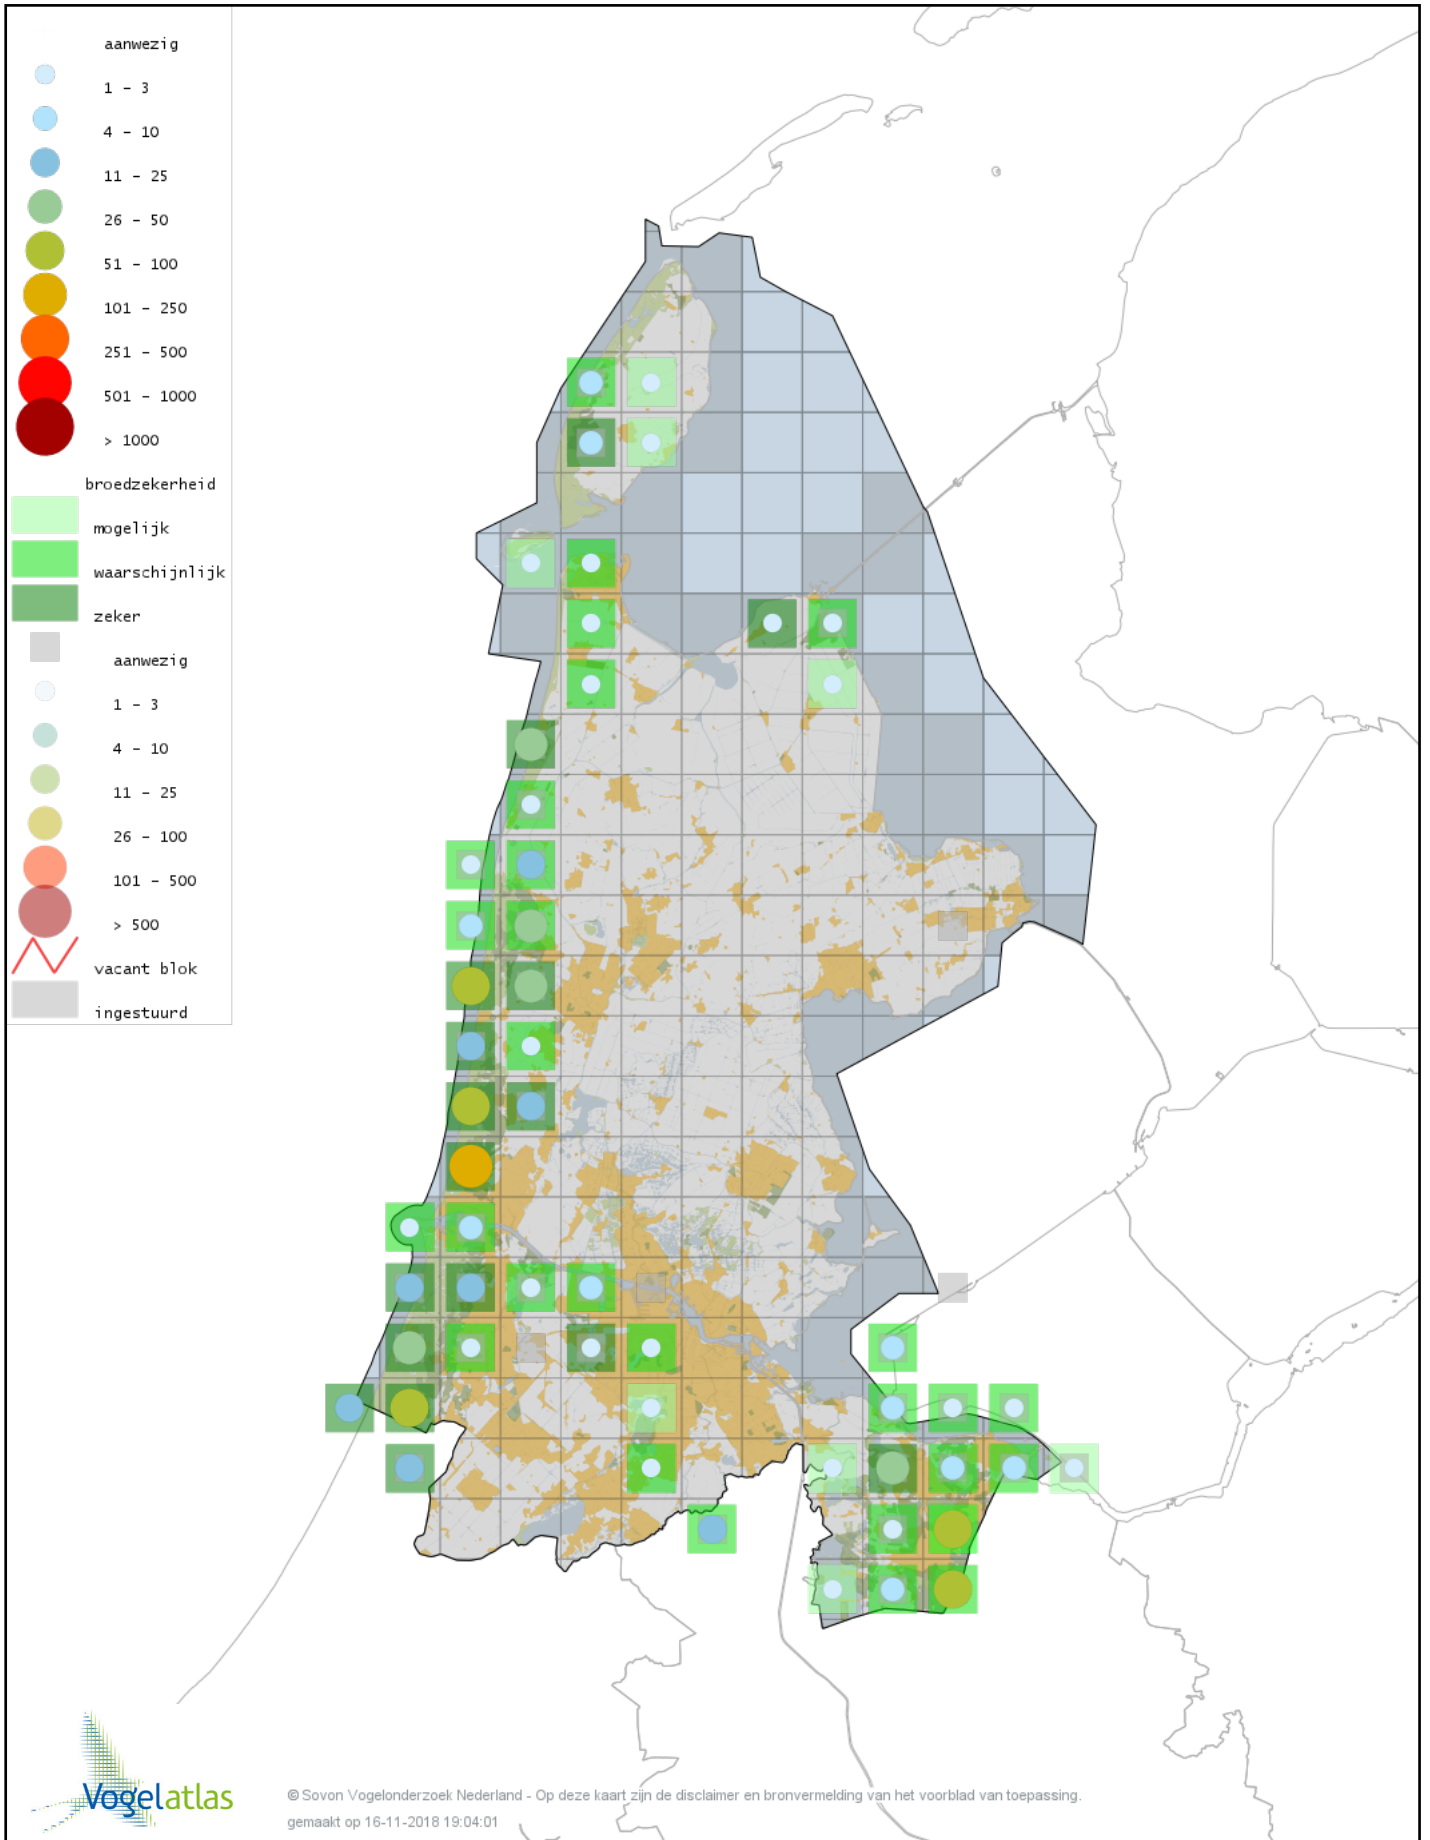 aanwezig
1 - 3
4 - 10
11 - 25
26 - 50
51 - 100
101 - 250
251 - 500
501 - 1000
> 1000
broedzekerheid
mogelijk
waarschijnlijk
zeker
aanwezig
1 - 3
4 - 10
11 - 25
26 - 100
101 - 500
> 500
vacant blok
ingestuurd
Vogelatlas
© Sovon Vogelonderzoek Nederland - Op deze kaart zijn de disclaimer en bronvermelding van het voorblad van toepassing.
gemaakt op 16-11-2018 19:04:01